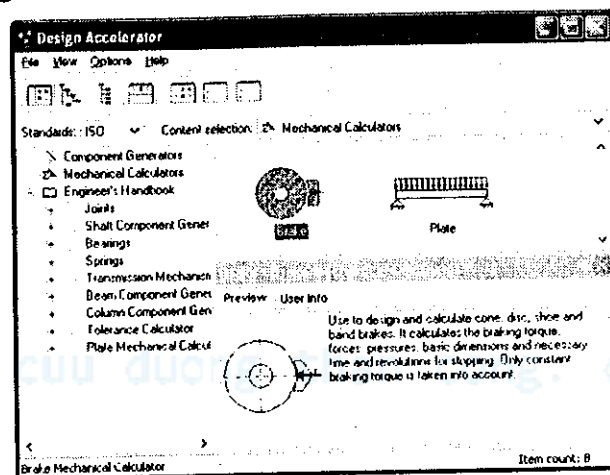 Design Accelerator
File View Options Help
Standards: ISO Content selection: Mechanical Calculators
Component Generators
Mechanical Calculators
Engineer's Handbook
Joints
Shaft Component Gener
Bearings
Springs
Transmission Mechanism
Beam Component Gener
Column Component Gen
Tolerance Calculator
Plate Mechanical Calcul
Brake
Plate
Preview User Info
Use to design and calculate cone, disc, shoe and
band brakes. It calculates the braking torque,
forces, pressures, basic dimensions and necessary
time and revolutions for stopping. Only constant
braking torque is taken into account.
cuu duong
Brake Mechanical Calculator
Item count: 8